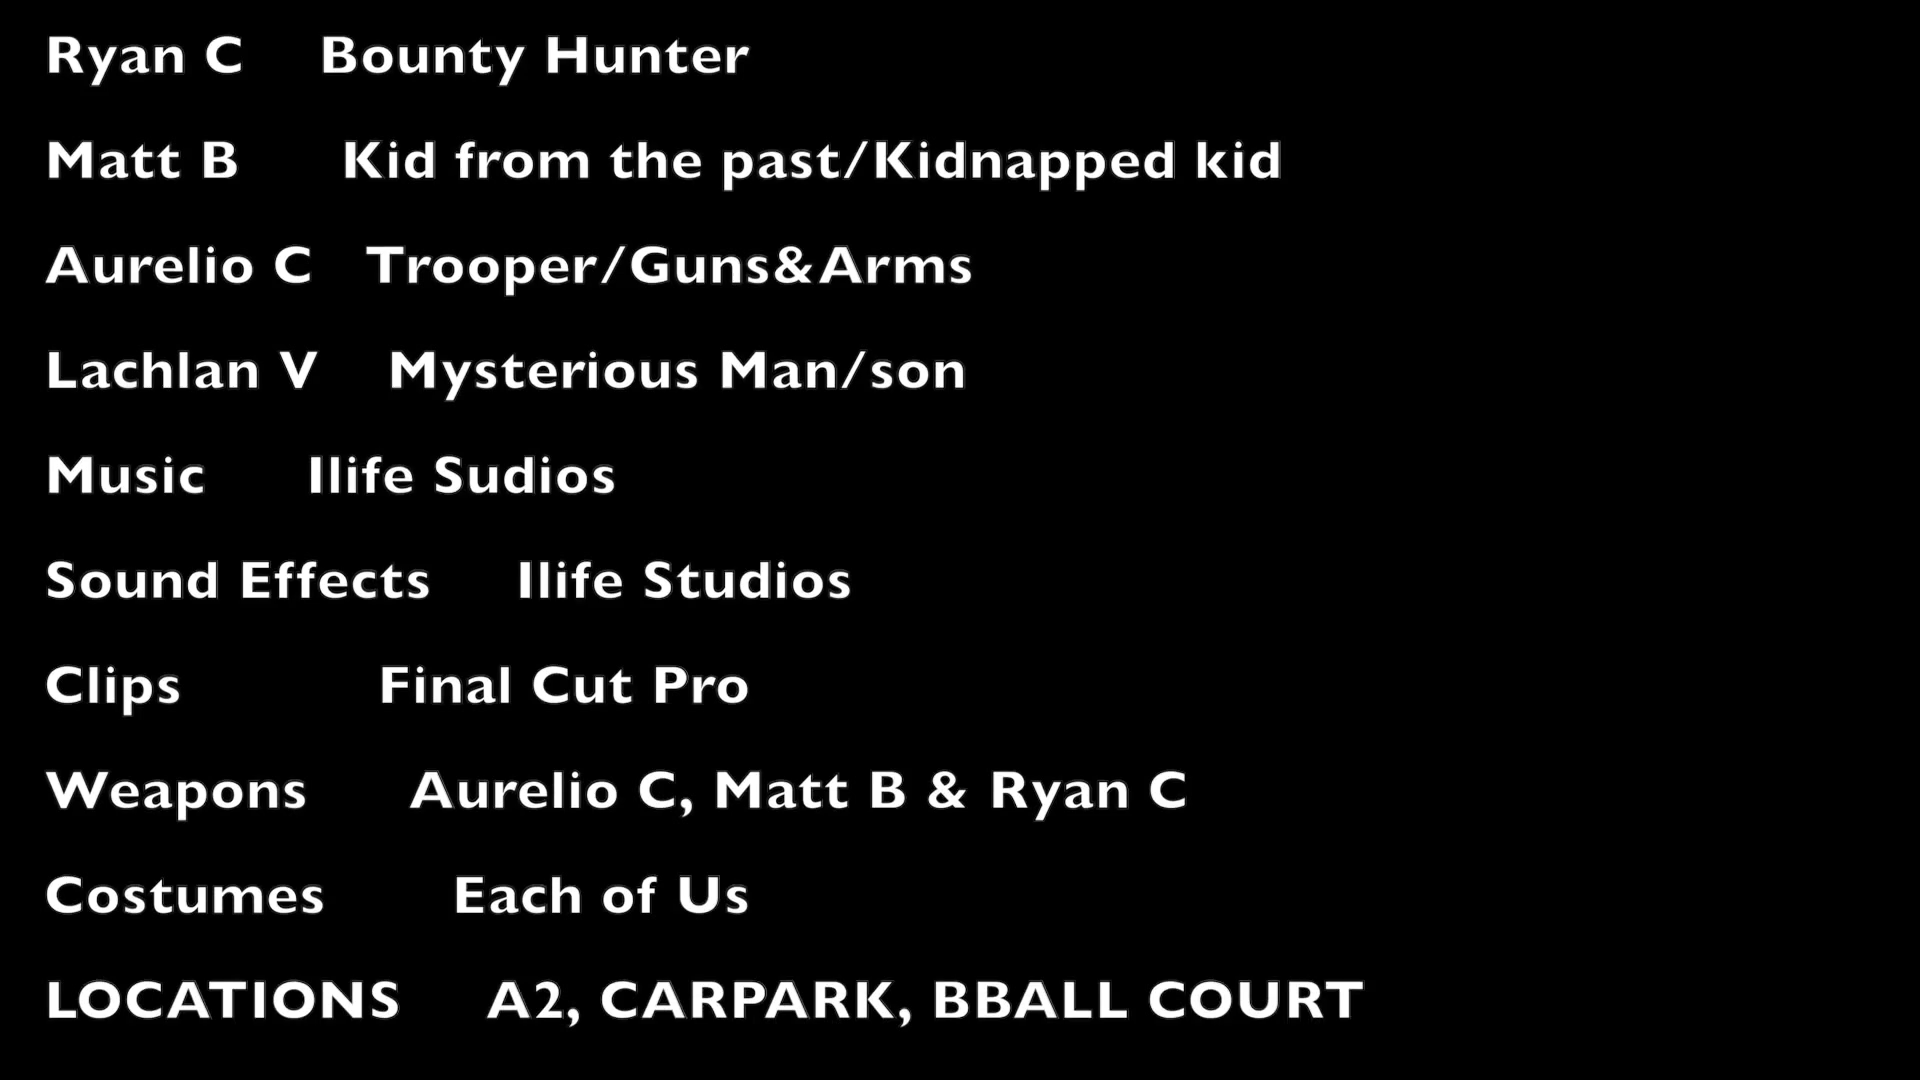 Ryan C Bounty Hunter
Matt B Kid from the past/Kidnapped kid
Aurelio C Trooper/Guns&Arms
Lachlan V Mysterious Man/son
Music Ilife Sudios
Sound Effects Ilife Studios
Clips Final Cut Pro
Weapons Aurelio C, Matt B & Ryan C
Costumes Each of Us
LOCATIONS A2, CARPARK, BBALL COURT